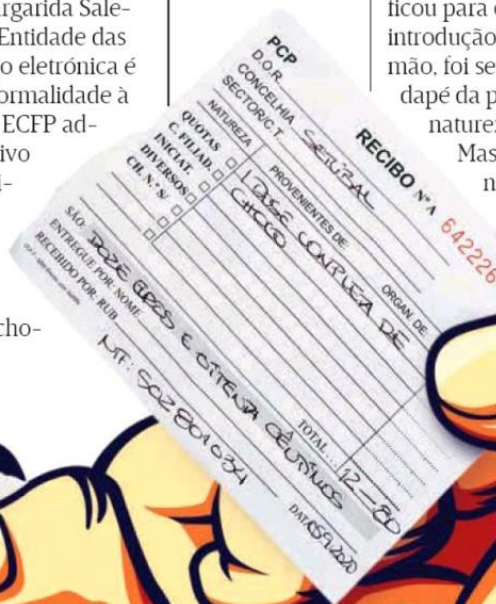 rgarida Sale-
Entidade das
o eletrónica é
ormalidade à
ECFP ad-
ivo
cho-
ficou para
introdução
mão, foi se
dapé da p
naturez
Mas
n
PCP
D.O.R.
CONCELHIA SETÚBAL
SECTOR/C.T.
RECIBO Nº A 642226
NATUREZA
PROVENIENTES DE:
ORGAN. DE
QUOTAS
C. FILIAD.
INICIAT.
DIVERSOS
CH. N.º S/
1 DOSE COMPLETA DE
CHOCO
TOTAL... 12-80
SÃO: DOZE EUROS E OITENTA CÊNTIMOS
ENTREGUE POR: NOME
RECEBIDO POR: RUB.
NIF: 502801034
DATA 15.9.2020